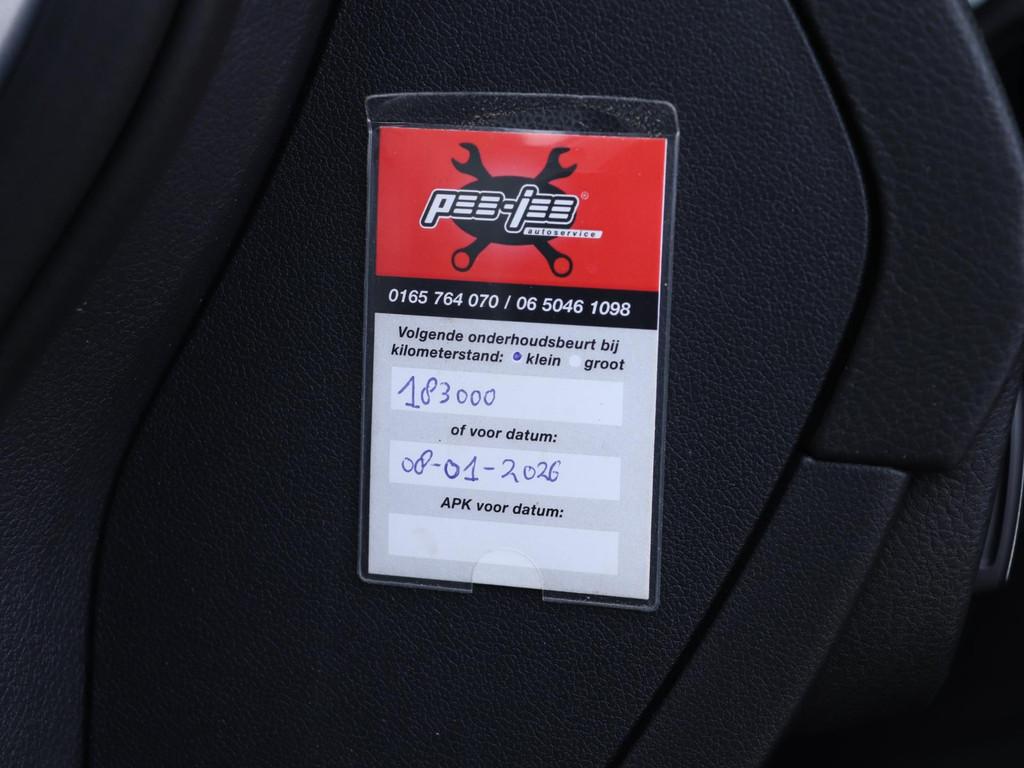 pee-jee®
autoservice
0165 764 070 / 06 5046 1098
Volgende onderhoudsbeurt bij
kilometerstand: klein groot
183000
of voor datum:
08-01-2026
APK voor datum: